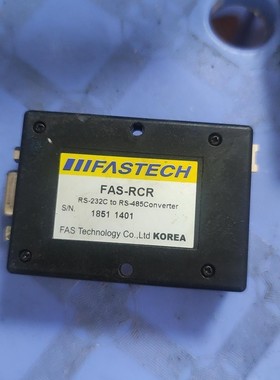 FASTECH
FAS-RCR
RS-232C to RS-485Converter
S/N. 1851 1401
FAS Technology Co.,Ltd KOREA